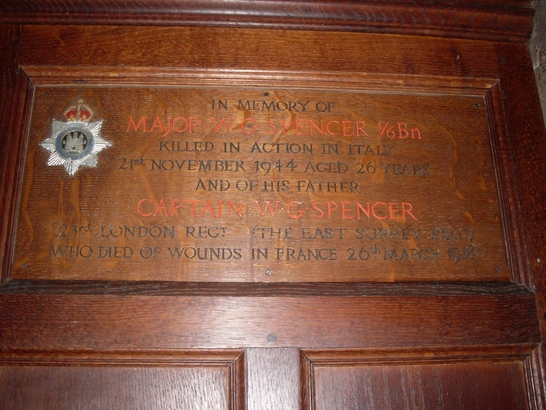 IN MEMORY OF
MAJOR W. G. SPENCER 1/6 Bn
KILLED IN ACTION IN ITALY
21st NOVEMBER 1944 AGED 26 YEARS
AND OF HIS FATHER
CAPTAIN W. G. SPENCER
23rd LONDON REGT. (THE EAST SURREY REGT)
WHO DIED OF WOUNDS IN FRANCE 26th MARCH